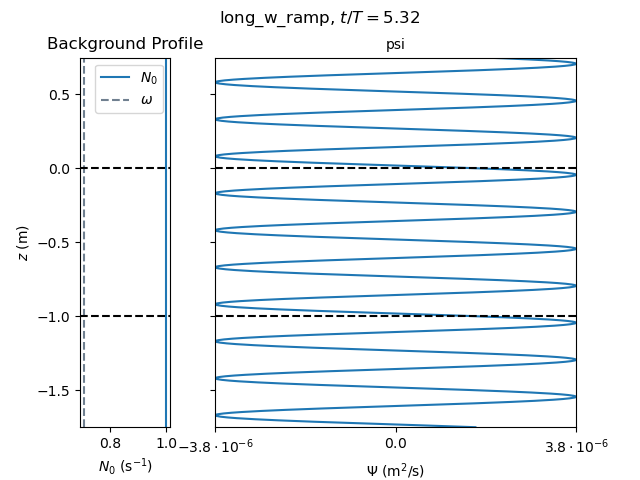 long_w_ramp, t/T = 5.32
Background Profile
psi
N₀
ω
0.5
0.0
−0.5
−1.0
−1.5
z (m)
0.8
1.0
−3.8 · 10⁻⁶
0.0
3.8 · 10⁻⁶
N₀ (s⁻¹)
Ψ (m²/s)